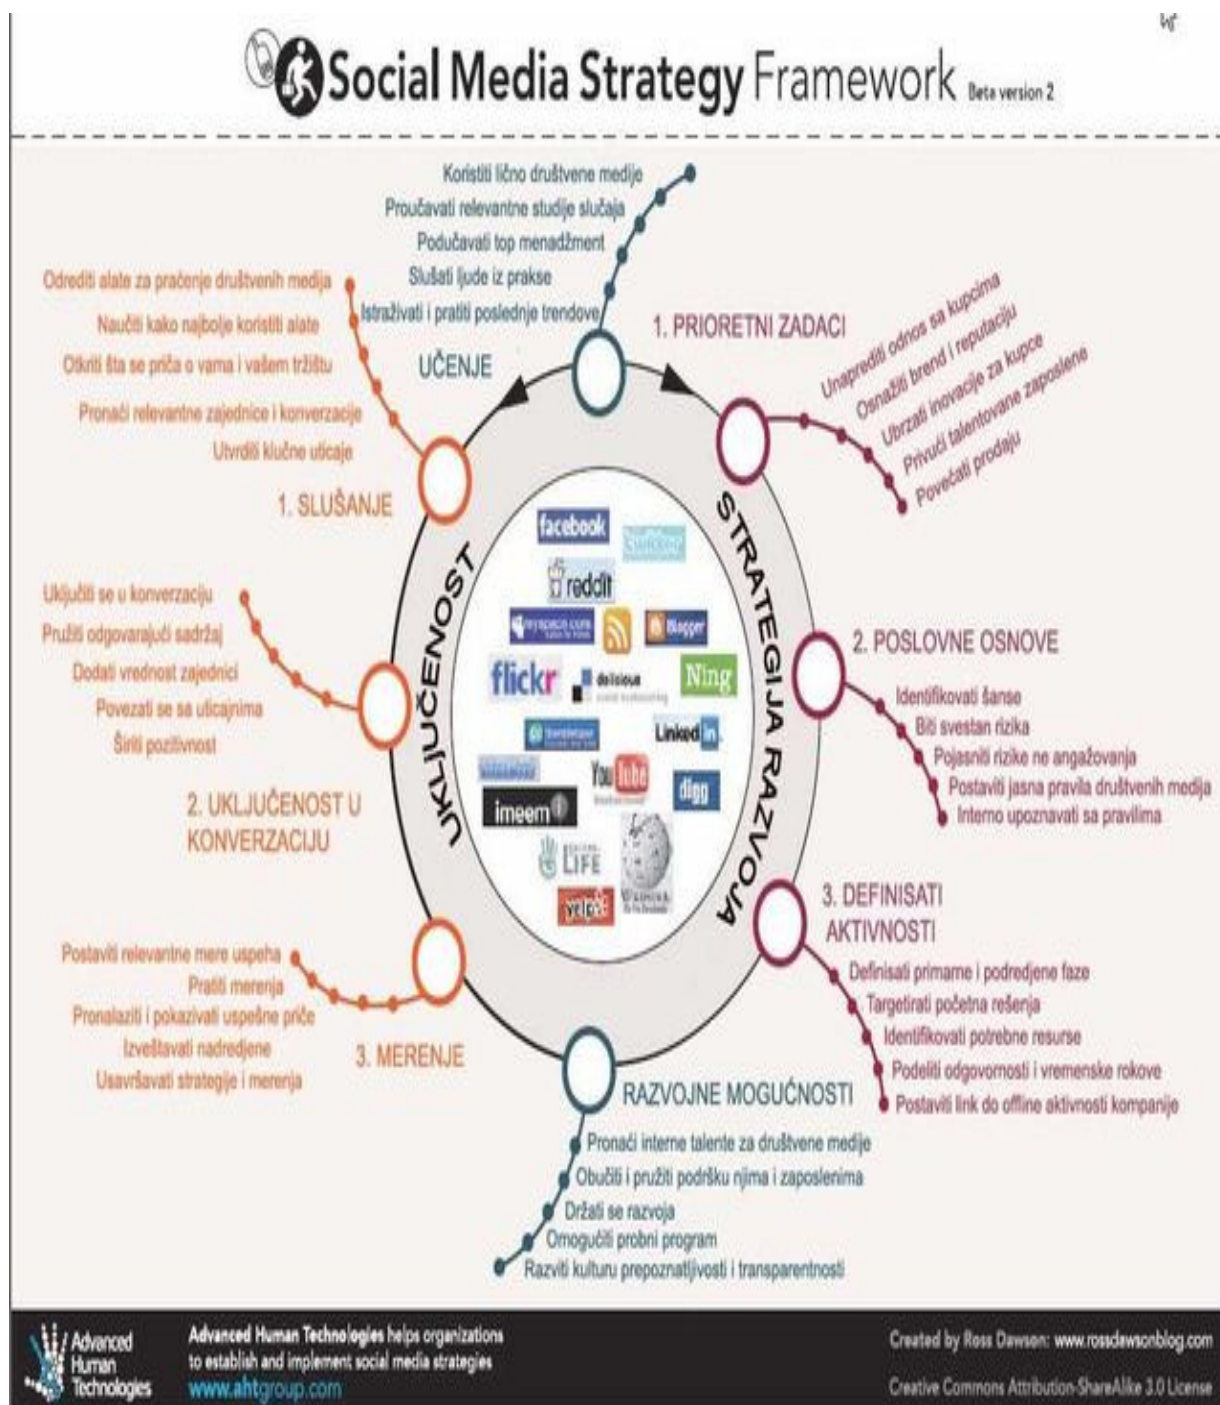 Social Media Strategy Framework Beta version 2
Koristiti lično društvene medije
Proučavati relevantne studije slučaja
Podučavati top menadžment
Slušati ljude iz prakse
Istraživati i pratiti poslednje trendove
UČENJE
1. PRIORETNI ZADACI
Unaprediti odnos sa kupcima
Osnažiti brend i reputaciju
Ubrzati inovacije za kupce
Privući talentovane zaposlene
Povećati prodaju
STRATEGIJA RAZVOJA
2. POSLOVNE OSNOVE
Identifikovati šanse
Biti svestan rizika
Pojasniti rizike ne angažovanja
Postaviti jasna pravila društvenih medija
Interno upoznavati sa pravilima
3. DEFINISATI
AKTIVNOSTI
Definisati primarne i podredjene faze
Targetirati početna rešenja
Identifikovati potrebne resurse
Podeliti odgovornosti i vremenske rokove
Postaviti link do offline aktivnosti kompanije
RAZVOJNE MOGUĆNOSTI
Pronaći interne talente za društvene medije
Obučiti i pružiti podršku njima i zaposlenima
Držati se razvoja
Omogučiti probni program
Razviti kulturu prepoznatljivosti i transparentnosti
Odrediti alate za praćenje društvenih medija
Naučiti kako najbolje koristiti alate
Otkriti šta se priča o vama i vašem tržištu
Pronaći relevantne zajednice i konverzacije
Utvrditi klučne uticaje
1. SLUŠANJE
UKLJUČENOST
Uključiti se u konverzaciju
Pružiti odgovarajući sadržaj
Dodati vrednost zajednici
Povezati se sa uticajnima
Širiti pozitivnost
2. UKLJUČENOST U
KONVERZACIJU
Postaviti relevantne mere uspeha
Pratiti merenja
Pronalaziti i pokazivati uspešne priče
Izveštavati nadredjene
Usavršavati strategije i merenja
3. MERENJE
facebook
twitter
reddit
myspace.com
Blogger
flickr
delicious
Ning
Linked in
You Tube
digg
imeem
LIFE
yelp
Advanced
Human
Technologies
Advanced Human Technologies helps organizations
to establish and implement social media strategies
www.ahtgroup.com
Created by Ross Dawson: www.rossdawsonblog.com
Creative Commons Attribution-ShareAlike 3.0 License